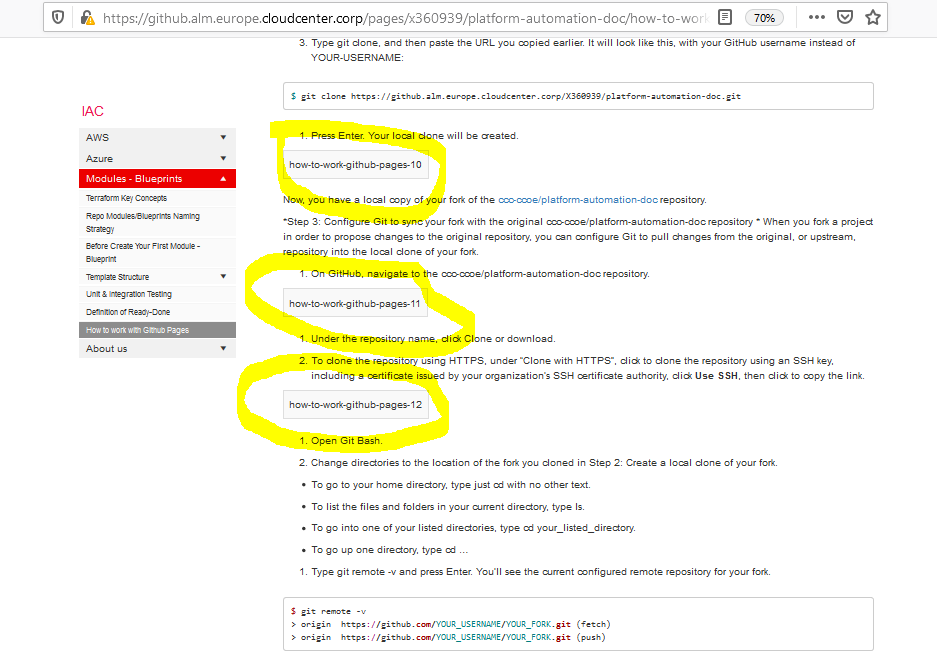 https://github.alm.europe.cloudcenter.corp/pages/x360939/platform-automation-doc/how-to-work
70%
3. Type git clone, and then paste the URL you copied earlier. It will look like this, with your GitHub username instead of
YOUR-USERNAME:
$ git clone https://github.alm.europe.cloudcenter.corp/X360939/platform-automation-doc.git
IAC
AWS
Azure
Modules - Blueprints
Terraform Key Concepts
Repo Modules/Blueprints Naming
Strategy
Before Create Your First Module -
Blueprint
Template Structure
Unit & Integration Testing
Definition of Ready-Done
How to work with Github Pages
About us
1. Press Enter. Your local clone will be created.
how-to-work-github-pages-10
Now, you have a local copy of your fork of the ccc-ccoe/platform-automation-doc repository.
*Step 3: Configure Git to sync your fork with the original ccc-ccoe/platform-automation-doc repository * When you fork a project
in order to propose changes to the original repository, you can configure Git to pull changes from the original, or upstream,
repository into the local clone of your fork.
1. On GitHub, navigate to the ccc-ccoe/platform-automation-doc repository.
how-to-work-github-pages-11
1. Under the repository name, click Clone or download.
2. To clone the repository using HTTPS, under "Clone with HTTPS", click to clone the repository using an SSH key,
including a certificate issued by your organization's SSH certificate authority, click Use SSH, then click to copy the link.
how-to-work-github-pages-12
1. Open Git Bash.
2. Change directories to the location of the fork you cloned in Step 2: Create a local clone of your fork.
• To go to your home directory, type just cd with no other text.
• To list the files and folders in your current directory, type ls.
• To go into one of your listed directories, type cd your_listed_directory.
• To go up one directory, type cd …
1. Type git remote -v and press Enter. You'll see the current configured remote repository for your fork.
$ git remote -v
> origin  https://github.com/YOUR_USERNAME/YOUR_FORK.git (fetch)
> origin  https://github.com/YOUR_USERNAME/YOUR_FORK.git (push)